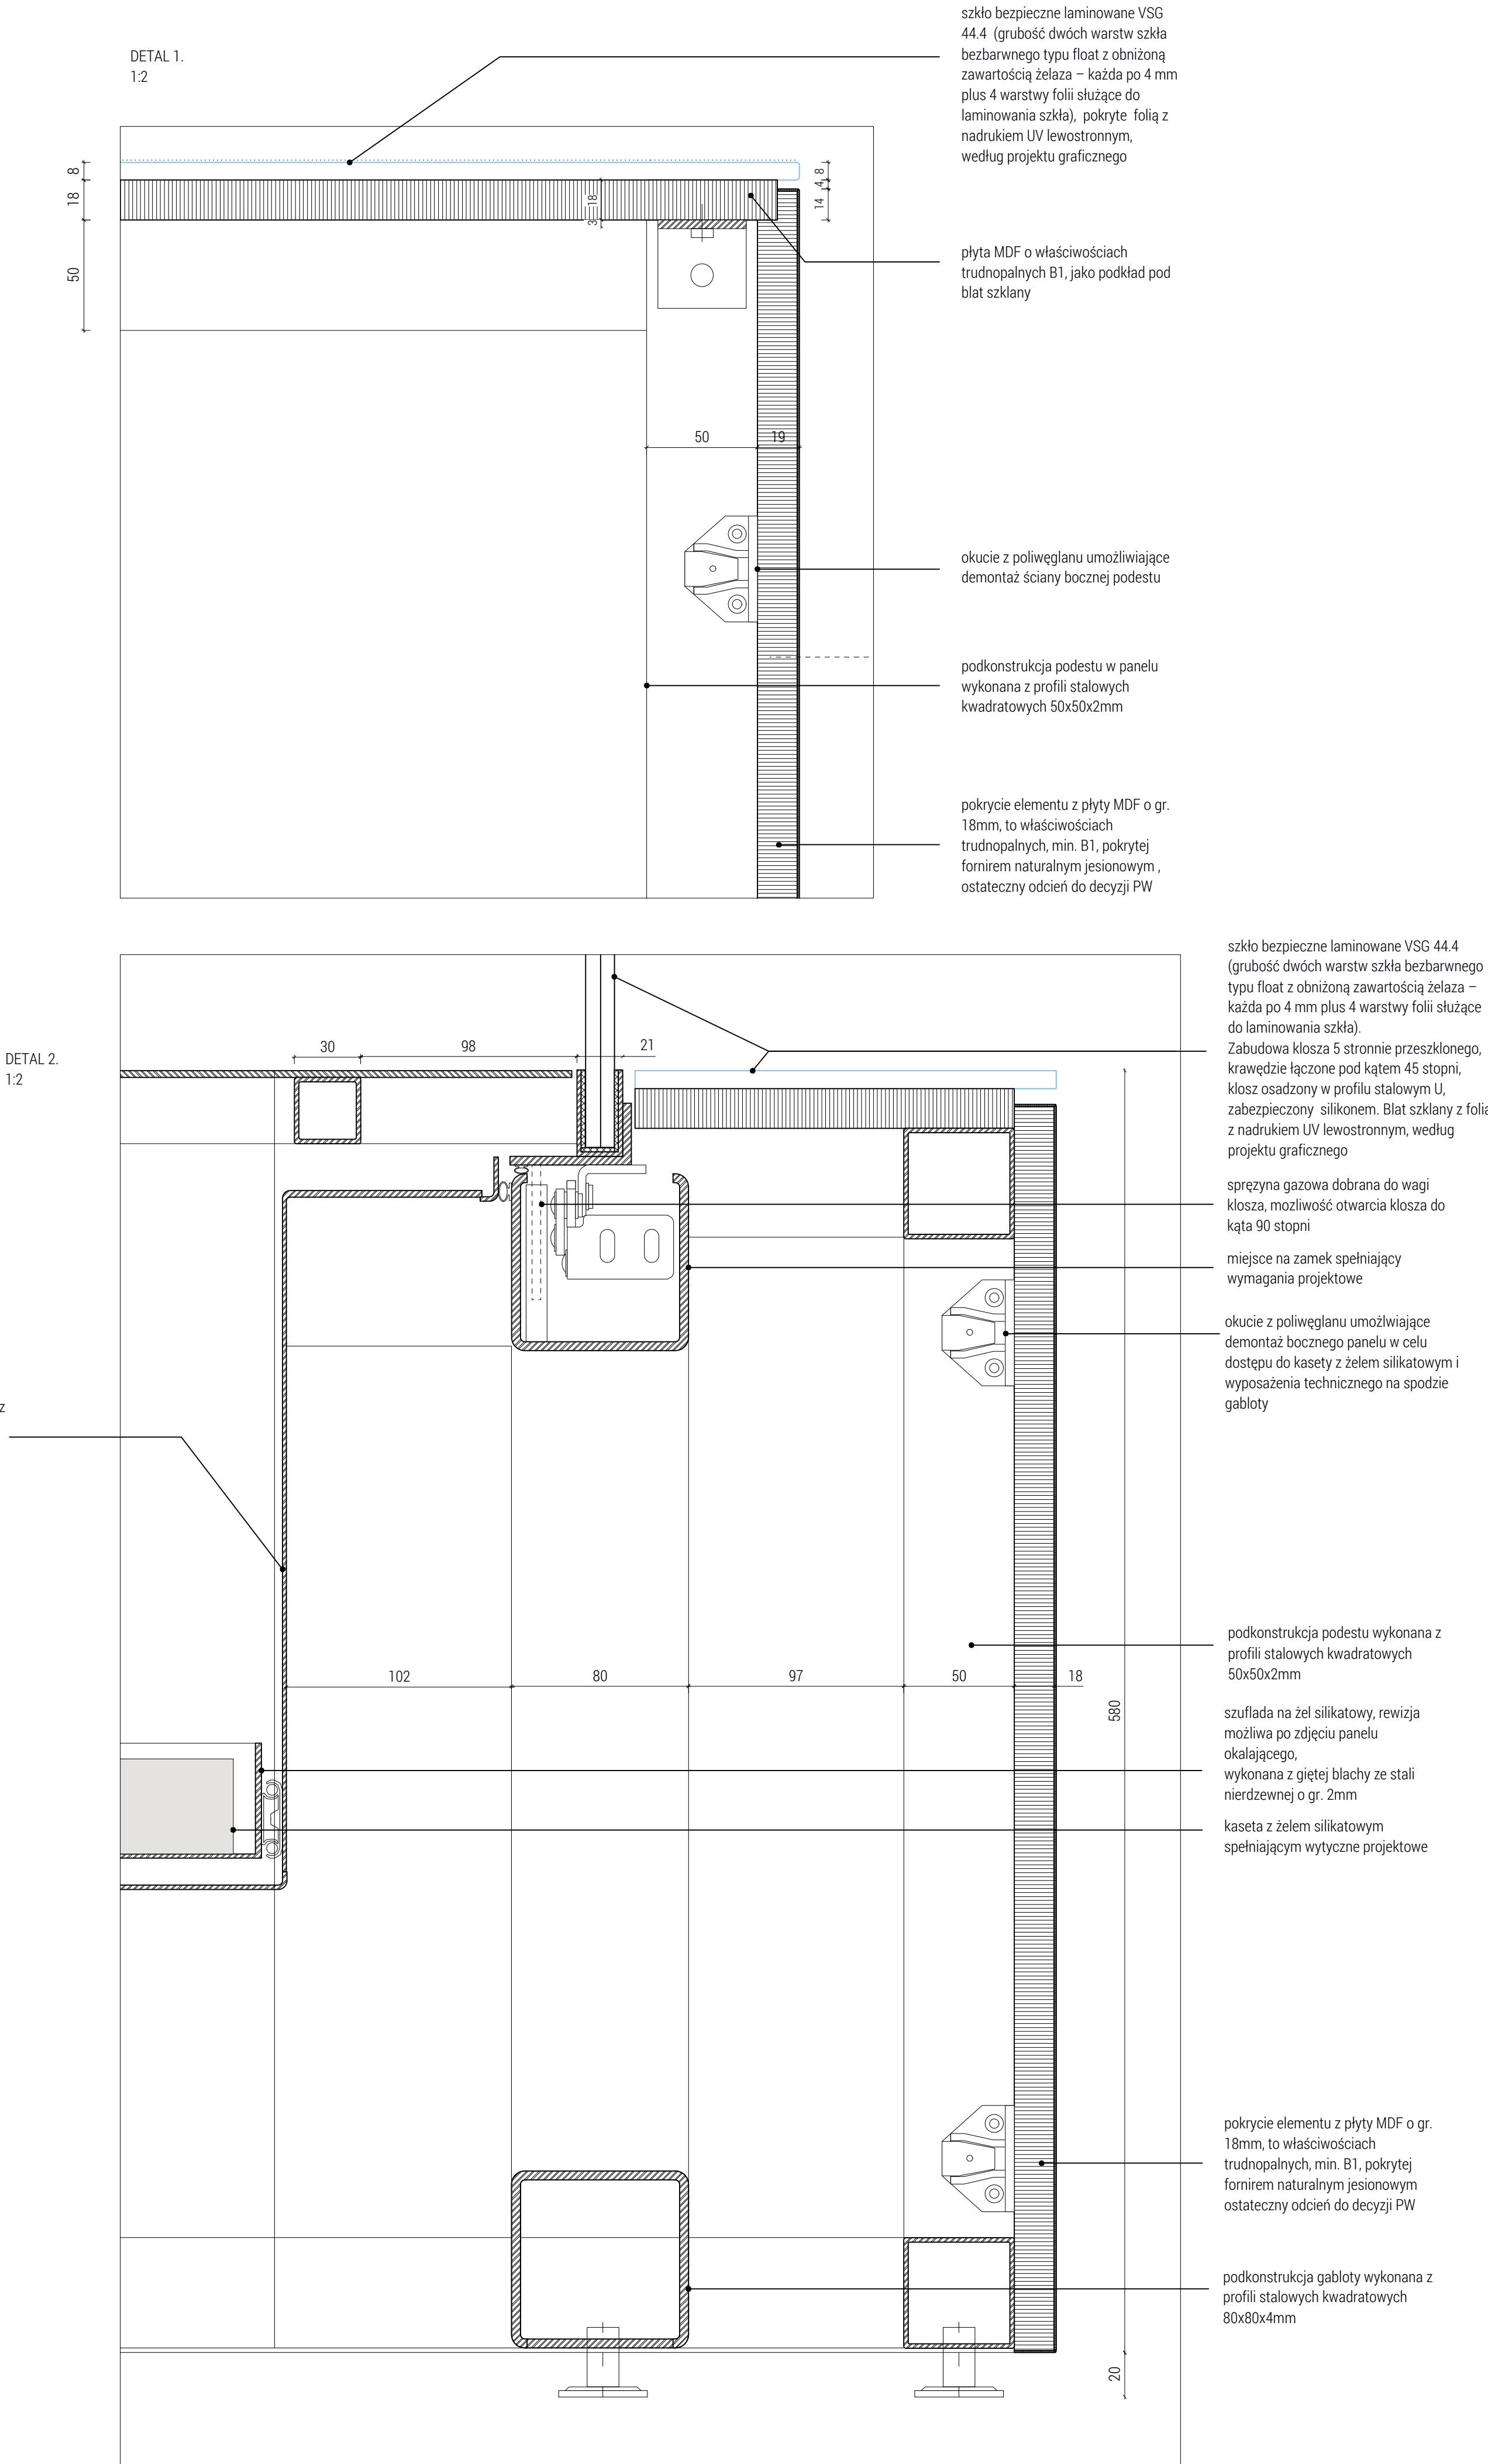 DETAL 1.
1:2
szkło bezpieczne laminowane VSG
44.4 (grubość dwóch warstw szkła
bezbarwnego typu float z obniżoną
zawartością żelaza – każda po 4 mm
plus 4 warstwy folii służące do
laminowania szkła), pokryte folią z
nadrukiem UV lewostronnym,
według projektu graficznego
8
18
50
18
3
8
4
14
płyta MDF o właściwościach
trudnopalnych B1, jako podkład pod
blat szklany
50
19
okucie z poliwęglanu umożliwiające
demontaż ściany bocznej podestu
podkonstrukcja podestu w panelu
wykonana z profili stalowych
kwadratowych 50x50x2mm
pokrycie elementu z płyty MDF o gr.
18mm, to właściwościach
trudnopalnych, min. B1, pokrytej
fornirem naturalnym jesionowym ,
ostateczny odcień do decyzji PW
DETAL 2.
1:2
30
98
21
szkło bezpieczne laminowane VSG 44.4
(grubość dwóch warstw szkła bezbarwnego
typu float z obniżoną zawartością żelaza –
każda po 4 mm plus 4 warstwy folii służące
do laminowania szkła).
Zabudowa klosza 5 stronnie przeszklonego,
krawędzie łączone pod kątem 45 stopni,
klosz osadzony w profilu stalowym U,
zabezpieczony silikonem. Blat szklany z folią
z nadrukiem UV lewostronnym, według
projektu graficznego
spręzyna gazowa dobrana do wagi
klosza, mozliwość otwarcia klosza do
kąta 90 stopni
miejsce na zamek spełniający
wymagania projektowe
okucie z poliwęglanu umożlwiające
demontaż bocznego panelu w celu
dostępu do kasety z żelem silikatowym i
wyposażenia technicznego na spodzie
gabloty
z
102
80
97
50
18
580
podkonstrukcja podestu wykonana z
profili stalowych kwadratowych
50x50x2mm
szuflada na żel silikatowy, rewizja
możliwa po zdjęciu panelu
okalającego,
wykonana z giętej blachy ze stali
nierdzewnej o gr. 2mm
kaseta z żelem silikatowym
spełniającym wytyczne projektowe
pokrycie elementu z płyty MDF o gr.
18mm, to właściwościach
trudnopalnych, min. B1, pokrytej
fornirem naturalnym jesionowym
ostateczny odcień do decyzji PW
podkonstrukcja gabloty wykonana z
profili stalowych kwadratowych
80x80x4mm
20